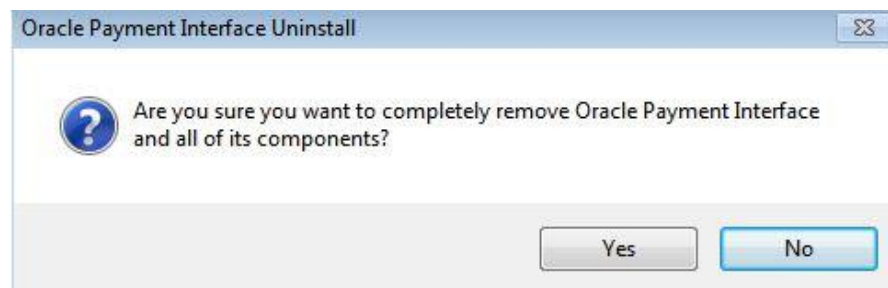 Oracle Payment Interface Uninstall
Are you sure you want to completely remove Oracle Payment Interface
and all of its components?
Yes No